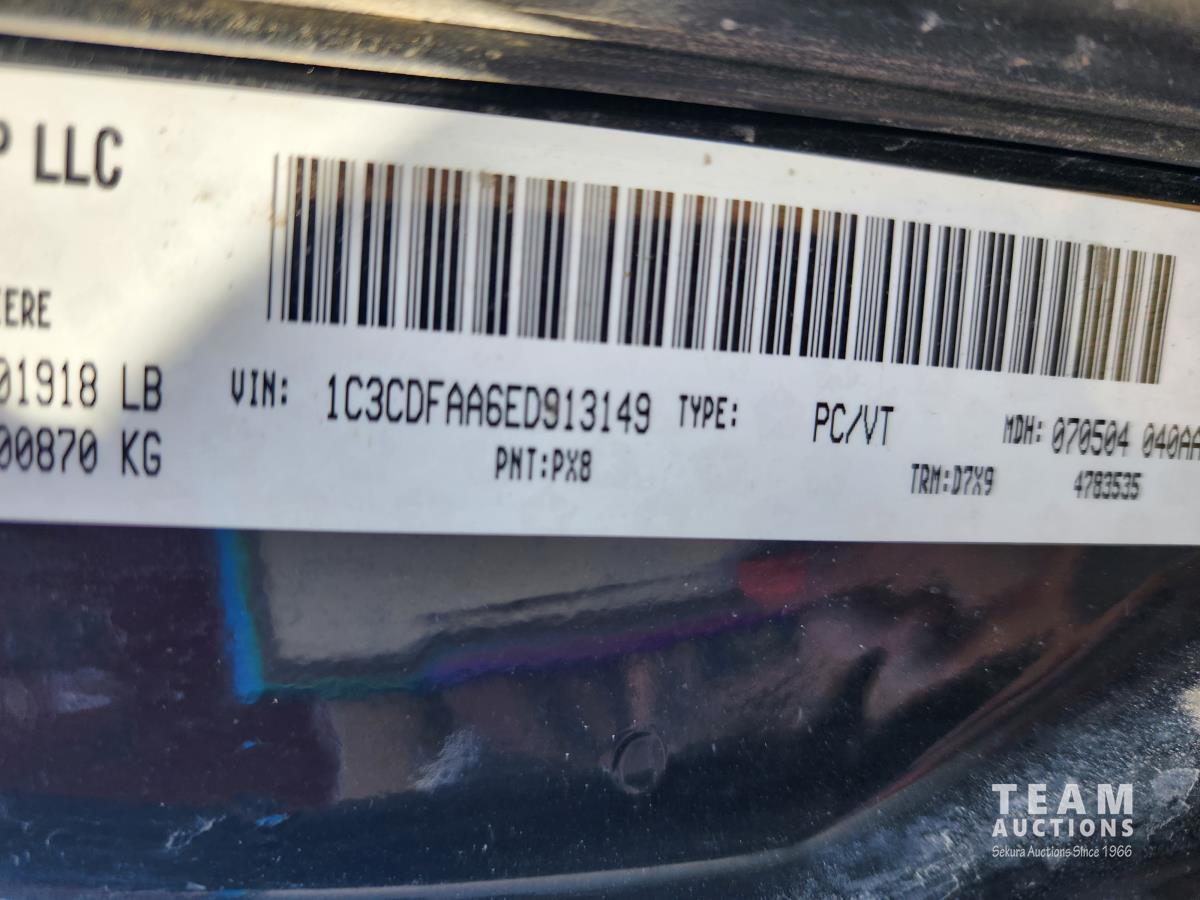 P LLC
ERE
01918 LB
00870 KG
VIN: 1C3CDFAA6ED913149 TYPE: PC/VT MDH: 070504 040AA
PNT:PX8 TRM:D7X9 4783535
TEAM
AUCTIONS
Sekura Auctions Since 1966